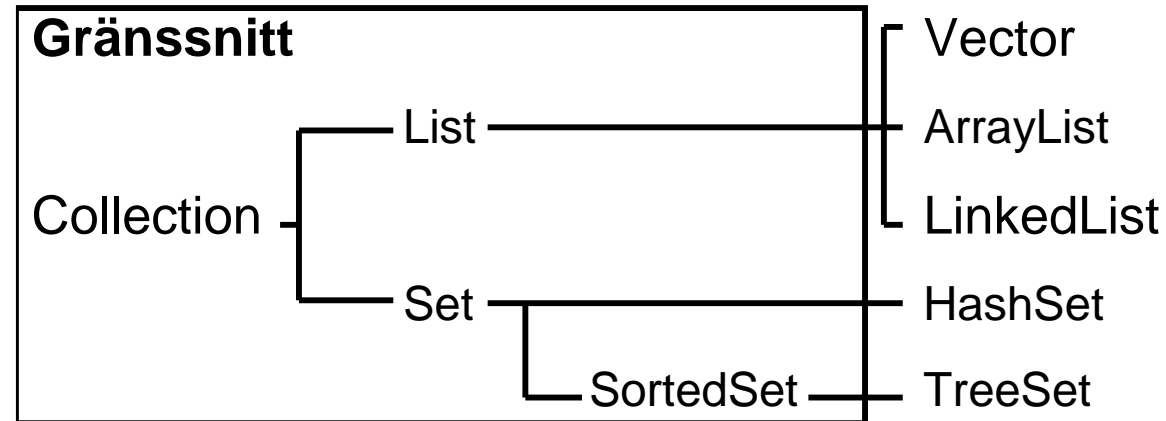 Gränssnitt
Vector
List
ArrayList
Collection
LinkedList
Set
HashSet
SortedSet
TreeSet